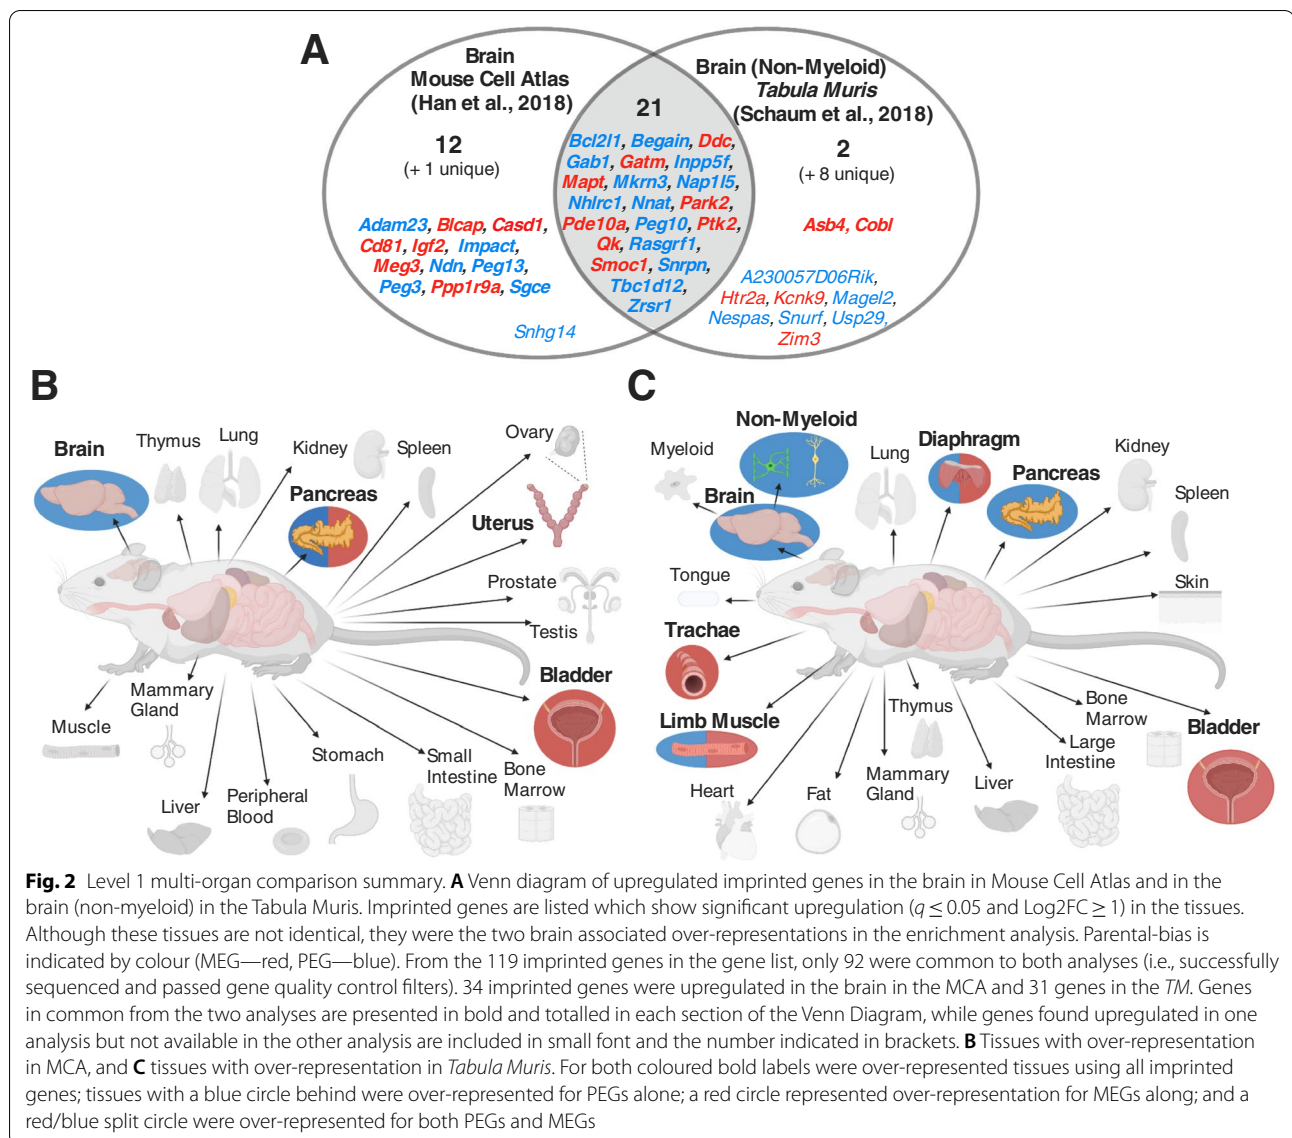 A
Brain
Mouse Cell Atlas
(Han et al., 2018)
12
(+ 1 unique)
Adam23, Blcap, Casd1,
Cd81, Igf2, Impact,
Meg3, Ndn, Peg13,
Peg3, Ppp1r9a, Sgce
Snhg14
21
Bcl2l1, Begain, Ddc,
Gab1, Gatm, Inpp5f,
Mapt, Mkrn3, Nap1l5,
Nhlrc1, Nnat, Park2,
Pde10a, Peg10, Ptk2,
Qk, Rasgrf1,
Smoc1, Snrpn,
Tbc1d12,
Zrsr1
Brain (Non-Myeloid)
Tabula Muris
(Schaum et al., 2018)
2
(+ 8 unique)
Asb4, Cobl
A230057D06Rik,
Htr2a, Kcnk9, Magel2,
Nespas, Snurf, Usp29,
Zim3
B
Brain
Thymus
Lung
Kidney
Spleen
Ovary
Pancreas
Uterus
Prostate
Testis
Bladder
Muscle
Mammary
Gland
Liver
Peripheral
Blood
Stomach
Small
Intestine
Bone
Marrow
C
Non-Myeloid
Myeloid
Brain
Lung
Diaphragm
Pancreas
Kidney
Spleen
Tongue
Skin
Trachae
Limb Muscle
Heart
Fat
Thymus
Mammary
Gland
Liver
Large
Intestine
Bone
Marrow
Bladder
Fig. 2 Level 1 multi-organ comparison summary. A Venn diagram of upregulated imprinted genes in the brain in Mouse Cell Atlas and in the
brain (non-myeloid) in the Tabula Muris. Imprinted genes are listed which show significant upregulation (q ≤ 0.05 and Log2FC ≥ 1) in the tissues.
Although these tissues are not identical, they were the two brain associated over-representations in the enrichment analysis. Parental-bias is
indicated by colour (MEG—red, PEG—blue). From the 119 imprinted genes in the gene list, only 92 were common to both analyses (i.e., successfully
sequenced and passed gene quality control filters). 34 imprinted genes were upregulated in the brain in the MCA and 31 genes in the TM. Genes
in common from the two analyses are presented in bold and totalled in each section of the Venn Diagram, while genes found upregulated in one
analysis but not available in the other analysis are included in small font and the number indicated in brackets. B Tissues with over-representation
in MCA, and C tissues with over-representation in Tabula Muris. For both coloured bold labels were over-represented tissues using all imprinted
genes; tissues with a blue circle behind were over-represented for PEGs alone; a red circle represented over-representation for MEGs along; and a
red/blue split circle were over-represented for both PEGs and MEGs